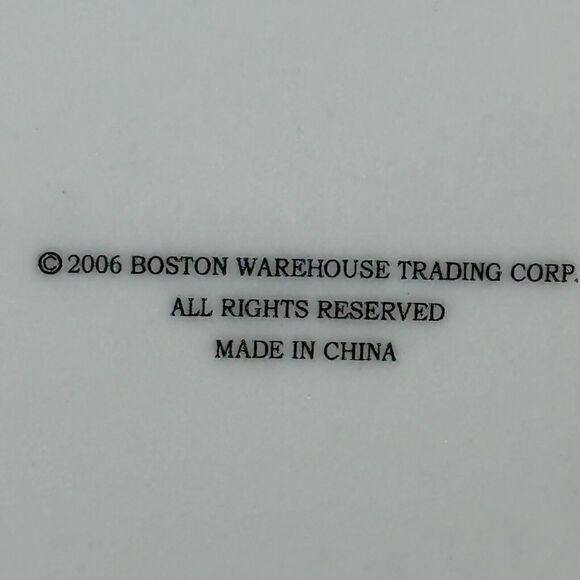 © 2006 BOSTON WAREHOUSE TRADING CORP.
ALL RIGHTS RESERVED
MADE IN CHINA